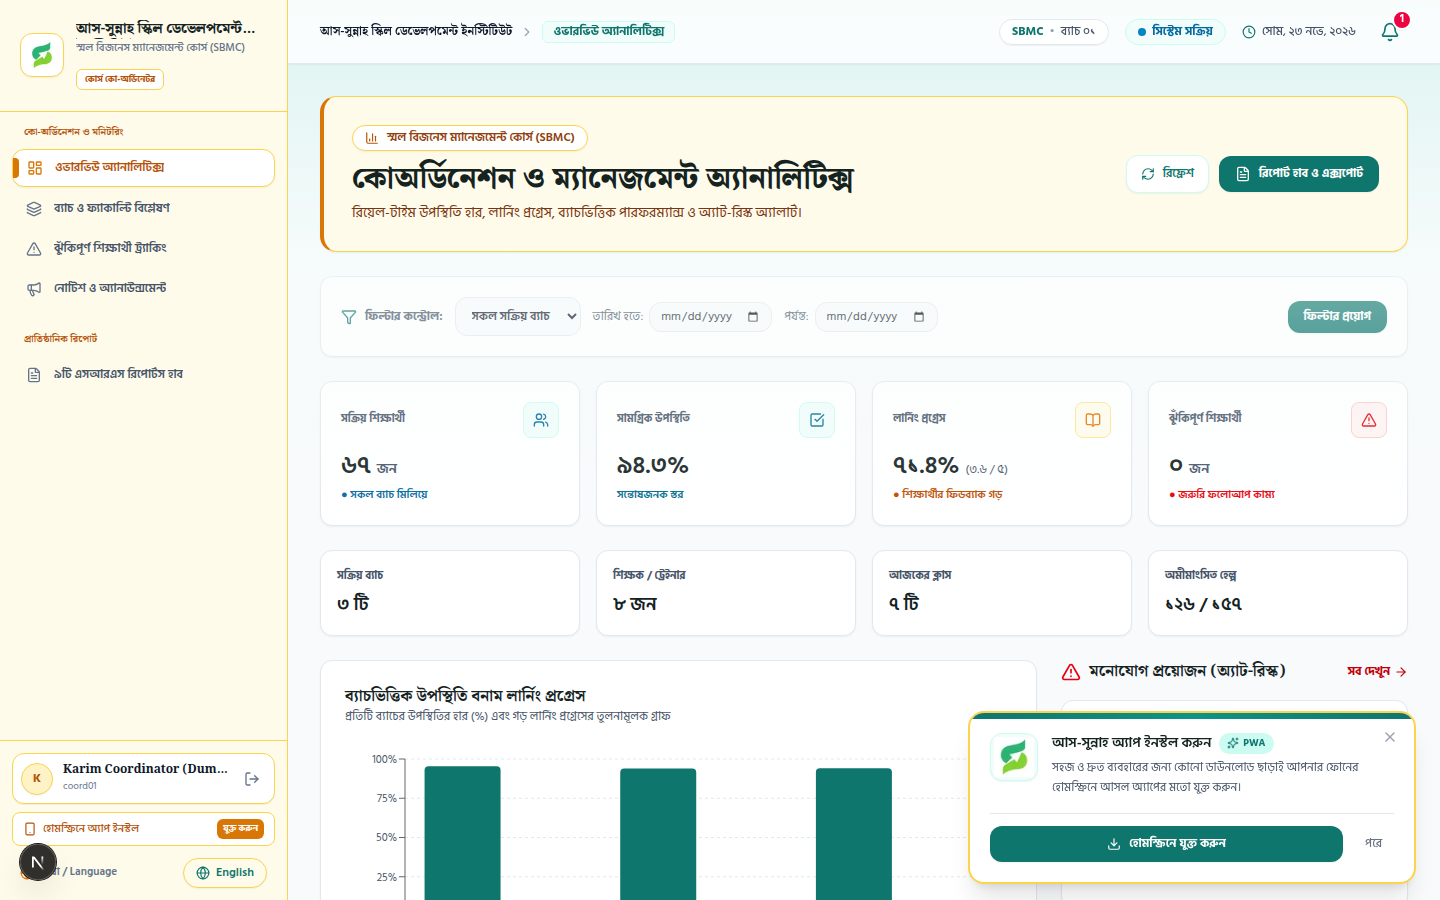 আস-সুন্নাহ স্কিল ডেভেলপমেন্ট...
স্মল বিজনেস ম্যানেজমেন্ট কোর্স (SBMC)
কোর্স কো-অর্ডিনেটর
কো-অর্ডিনেশন ও মনিটরিং
ওভারভিউ অ্যানালিটিক্স
ব্যাচ ও ফ্যাকাল্টি বিশ্লেষণ
ঝুঁকিপূর্ণ শিক্ষার্থী ট্র্যাকিং
নোটিশ ও অ্যানাউন্সমেন্ট
প্রাতিষ্ঠানিক রিপোর্ট
৯টি এসআরএস রিপোর্টস হাব
K
Karim Coordinator (Dum...
coord01
হোমস্ক্রিনে অ্যাপ ইনস্টল
যুক্ত করুন
N
/ Language
English
আস-সুন্নাহ স্কিল ডেভেলপমেন্ট ইনস্টিটিউট
ওভারভিউ অ্যানালিটিক্স
SBMC • ব্যাচ ০১
সিস্টেম সক্রিয়
সোম, ২৩ নভে, ২০২৬
1
স্মল বিজনেস ম্যানেজমেন্ট কোর্স (SBMC)
কোঅর্ডিনেশন ও ম্যানেজমেন্ট অ্যানালিটিক্স
রিয়েল-টাইম উপস্থিতি হার, লার্নিং প্রগ্রেস, ব্যাচভিত্তিক পারফরম্যান্স ও অ্যাট-রিস্ক অ্যালার্ট।
রিফ্রেশ
রিপোর্ট হাব ও এক্সপোর্ট
ফিল্টার কন্ট্রোল:
সকল সক্রিয় ব্যাচ
তারিখ হতে:
mm/dd/yyyy
পর্যন্ত:
mm/dd/yyyy
ফিল্টার প্রয়োগ
সক্রিয় শিক্ষার্থী
৬৭ জন
● সকল ব্যাচ মিলিয়ে
সামগ্রিক উপস্থিতি
৯৪.৩%
সন্তোষজনক স্তর
লার্নিং প্রগ্রেস
৭১.৪% (৩.৬ / ৫)
● শিক্ষার্থীর ফিডব্যাক গড়
ঝুঁকিপূর্ণ শিক্ষার্থী
০ জন
● জরুরি ফলোআপ কাম্য
সক্রিয় ব্যাচ
৩ টি
শিক্ষক / ট্রেইনার
৮ জন
আজকের ক্লাস
৭ টি
অমীমাংসিত হেল্প
১২৬ / ১৫৭
ব্যাচভিত্তিক উপস্থিতি বনাম লার্নিং প্রগ্রেস
প্রতিটি ব্যাচের উপস্থিতির হার (%) এবং গড় লার্নিং প্রগ্রেসের তুলনামূলক গ্রাফ
100%
75%
50%
25%
মনোযোগ প্রয়োজন (অ্যাট-রিস্ক)
সব দেখুন
আস-সুন্নাহ অ্যাপ ইনস্টল করুন
PWA
সহজ ও দ্রুত ব্যবহারের জন্য কোনো ডাউনলোড ছাড়াই আপনার ফোনের
হোমস্ক্রিনে আসল অ্যাপের মতো যুক্ত করুন।
হোমস্ক্রিনে যুক্ত করুন
পরে